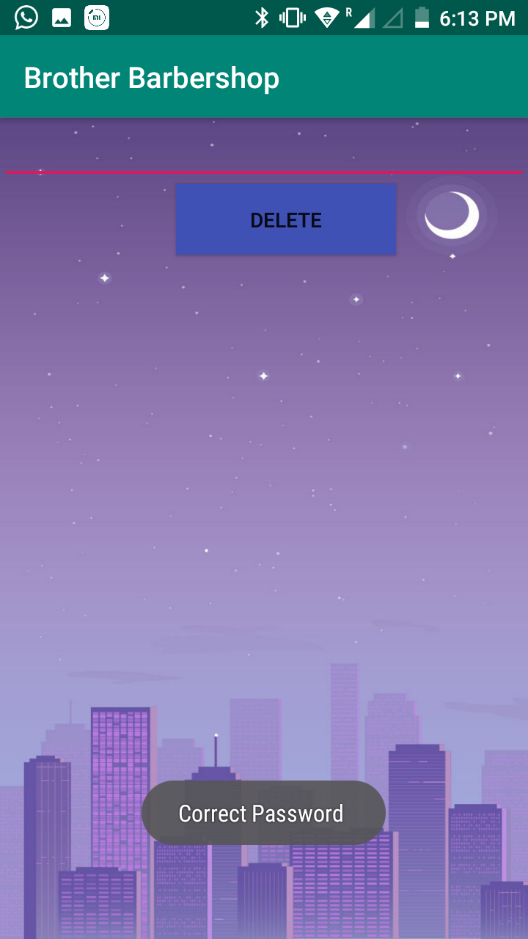 R
6:13 PM
Brother Barbershop
DELETE
Correct Password